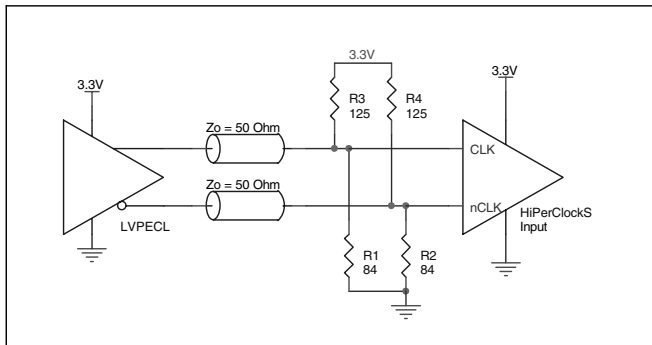 3.3V
3.3V
3.3V
R3
125
R4
125
Zo = 50 Ohm
CLK
Zo = 50 Ohm
nCLK
HiPerClockS
Input
LVPECL
R1
84
R2
84